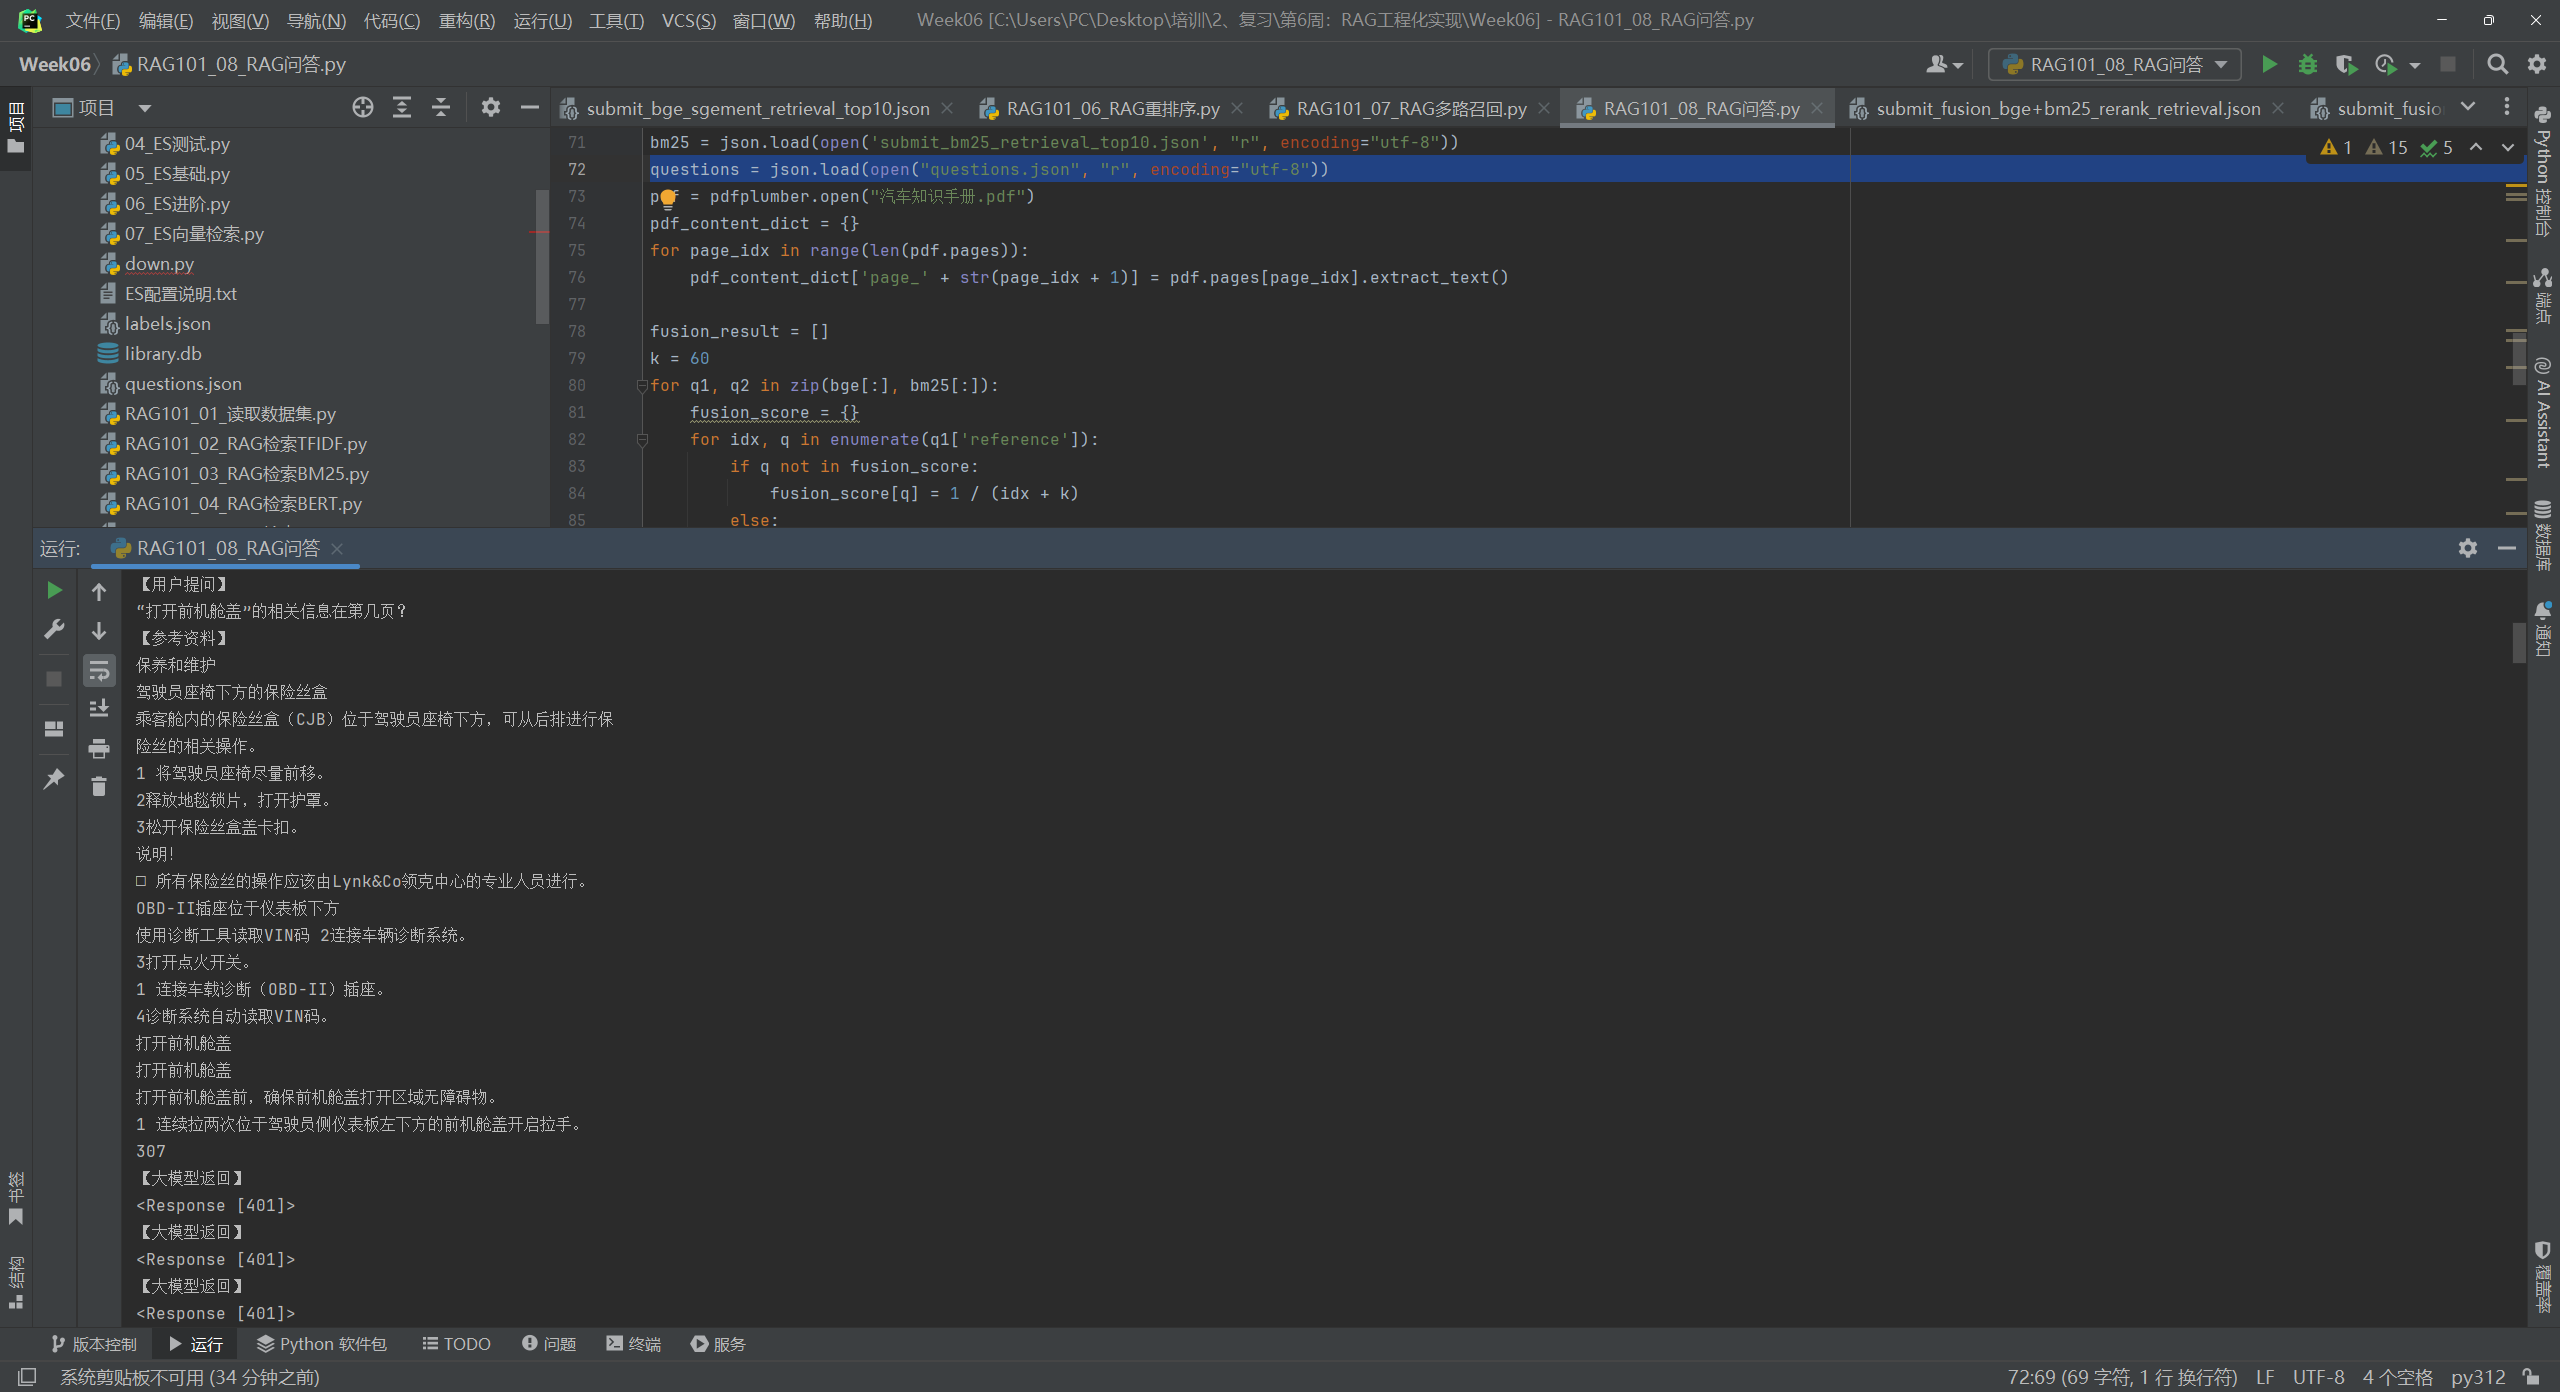 文件(F) 编辑(E) 视图(V) 导航(N) 代码(C) 重构(R) 运行(U) 工具(T) VCS(S) 窗口(W) 帮助(H) Week06 [C:\Users\PC\Desktop\培训\2、复习\第6周：RAG工程化实现\Week06] - RAG101_08_RAG问答.py
Week06 RAG101_08_RAG问答.py RAG101_08_RAG问答
项目 submit_bge_sgement_retrieval_top10.json RAG101_06_RAG重排序.py RAG101_07_RAG多路召回.py RAG101_08_RAG问答.py submit_fusion_bge+bm25_rerank_retrieval.json submit_fusio
项目
04_ES测试.py
05_ES基础.py
06_ES进阶.py
07_ES向量检索.py
down.py
ES配置说明.txt
labels.json
library.db
questions.json
RAG101_01_读取数据集.py
RAG101_02_RAG检索TFIDF.py
RAG101_03_RAG检索BM25.py
RAG101_04_RAG检索BERT.py
71 bm25 = json.load(open('submit_bm25_retrieval_top10.json', "r", encoding="utf-8"))
1 15 5
72 questions = json.load(open("questions.json", "r", encoding="utf-8"))
73 p f = pdfplumber.open("汽车知识手册.pdf")
74 pdf_content_dict = {}
75 for page_idx in range(len(pdf.pages)):
76 pdf_content_dict['page_' + str(page_idx + 1)] = pdf.pages[page_idx].extract_text()
77
78 fusion_result = []
79 k = 60
80 for q1, q2 in zip(bge[:], bm25[:]):
81 fusion_score = {}
82 for idx, q in enumerate(q1['reference']):
83 if q not in fusion_score:
84 fusion_score[q] = 1 / (idx + k)
85 else:
Python 控制台
端点
AI Assistant
数据库
通知
覆盖率
运行: RAG101_08_RAG问答
【用户提问】
“打开前机舱盖”的相关信息在第几页？
【参考资料】
保养和维护
驾驶员座椅下方的保险丝盒
乘客舱内的保险丝盒（CJB）位于驾驶员座椅下方，可从后排进行保
险丝的相关操作。
1 将驾驶员座椅尽量前移。
2释放地毯锁片，打开护罩。
3松开保险丝盒盖卡扣。
说明！
□ 所有保险丝的操作应该由Lynk&Co领克中心的专业人员进行。
OBD-II插座位于仪表板下方
使用诊断工具读取VIN码 2连接车辆诊断系统。
3打开点火开关。
1 连接车载诊断（OBD-II）插座。
4诊断系统自动读取VIN码。
打开前机舱盖
打开前机舱盖
打开前机舱盖前，确保前机舱盖打开区域无障碍物。
1 连续拉两次位于驾驶员侧仪表板左下方的前机舱盖开启拉手。
307
【大模型返回】
<Response [401]>
【大模型返回】
<Response [401]>
【大模型返回】
<Response [401]>
书签
结构
版本控制 运行 Python 软件包 TODO 问题 终端 服务
系统剪贴板不可用 (34 分钟之前) 72:69 (69 字符, 1 行 换行符) LF UTF-8 4 个空格 py312